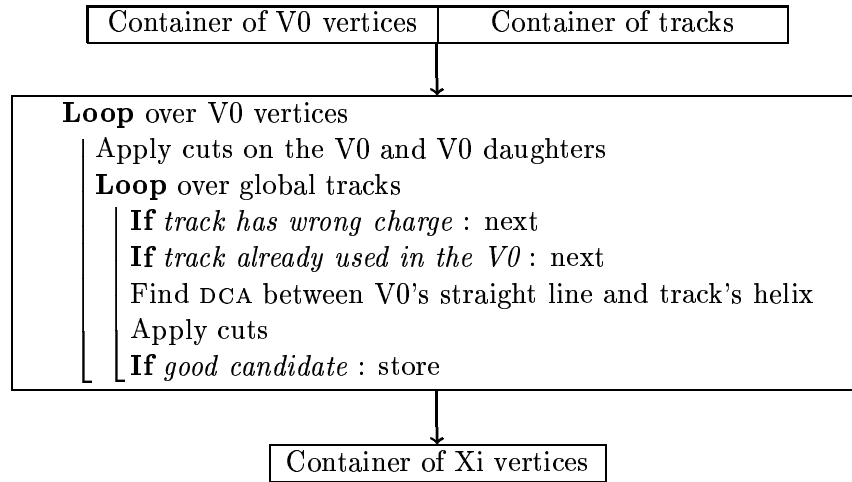 Container of V0 vertices Container of tracks
Loop over V0 vertices
Apply cuts on the V0 and V0 daughters
Loop over global tracks
If track has wrong charge : next
If track already used in the V0 : next
Find DCA between V0's straight line and track's helix
Apply cuts
If good candidate : store
Container of Xi vertices